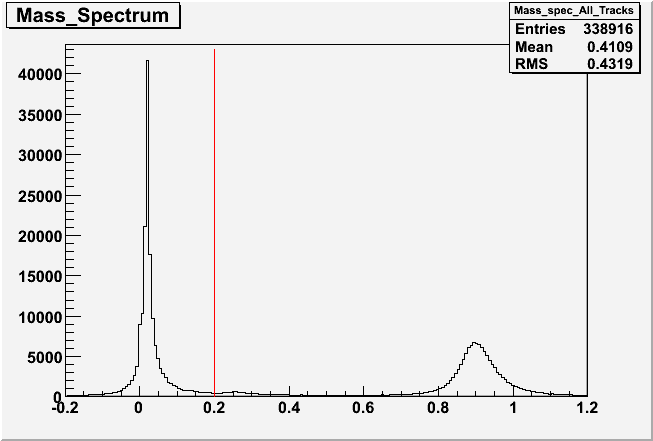 Mass_Spectrum
Mass_spec_All_Tracks
Entries 338916
Mean 0.4109
RMS 0.4319
40000
35000
30000
25000
20000
15000
10000
5000
0
-0.2 0 0.2 0.4 0.6 0.8 1 1.2